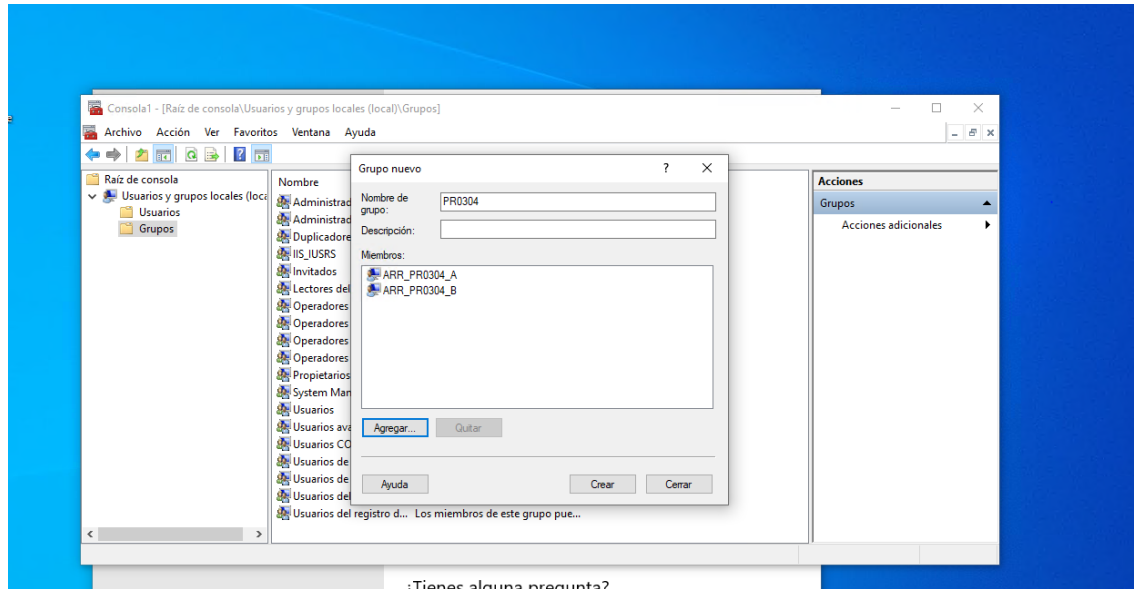 Consola1 - [Raíz de consola\Usuarios y grupos locales (local)\Grupos]
Archivo Acción Ver Favoritos Ventana Ayuda
Raíz de consola
Usuarios y grupos locales (loca
Usuarios
Grupos
Nombre
Administrad
Administrad
Duplicadore
IIS_IUSRS
Invitados
Lectores del
Operadores
Operadores
Operadores
Operadores
Propietarios
System Man
Usuarios
Usuarios ava
Usuarios CO
Usuarios de
Usuarios de
Usuarios del
Usuarios del registro d... Los miembros de este grupo pue...
Grupo nuevo
Nombre de
grupo:
PR0304
Descripción:
Miembros:
ARR_PR0304_A
ARR_PR0304_B
Agregar... Quitar
Ayuda Crear Cerrar
Acciones
Grupos
Acciones adicionales
¿Tienes alguna pregunta?